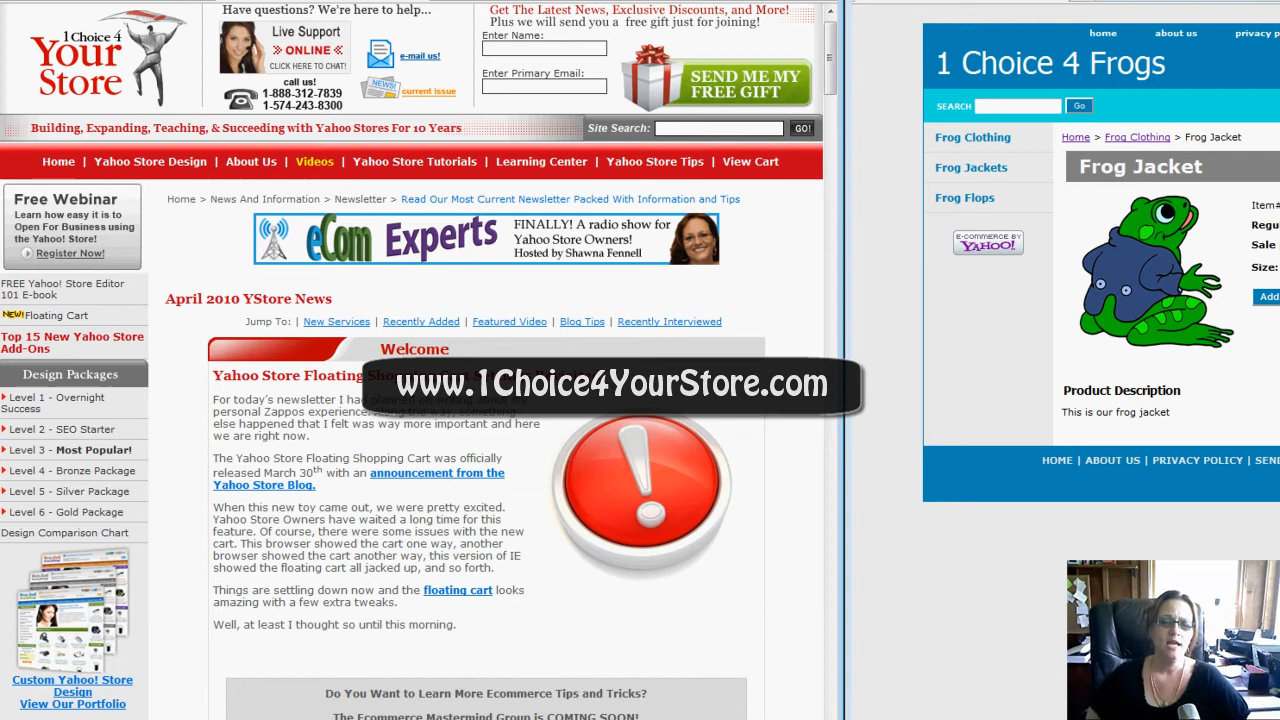 1 Choice 4
Your
Store
Have questions? We're here to help...
Live Support
ONLINE
CLICK HERE TO CHAT!
call us!
1-888-312-7839
1-574-243-8300
e-mail us!
NEWS!
current issue
Get The Latest News, Exclusive Discounts, and More!
Plus we will send you a free gift just for joining!
Enter Name:
Enter Primary Email:
SEND ME MY
FREE GIFT
Building, Expanding, Teaching, & Succeeding with Yahoo Stores For 10 Years
Site Search:
GO!
Home | Yahoo Store Design | About Us | Videos | Yahoo Store Tutorials | Learning Center | Yahoo Store Tips | View Cart
Free Webinar
Learn how easy it is to
Open For Business using
the Yahoo! Store!
Register Now!
FREE Yahoo! Store Editor
101 E-book
NEW! Floating Cart
Top 15 New Yahoo Store
Add-Ons
Design Packages
Level 1 - Overnight
Success
Level 2 - SEO Starter
Level 3 - Most Popular!
Level 4 - Bronze Package
Level 5 - Silver Package
Level 6 - Gold Package
Design Comparison Chart
Custom Yahoo! Store
Design
View Our Portfolio
Home > News And Information > Newsletter > Read Our Most Current Newsletter Packed With Information and Tips
eCom Experts
FINALLY! A radio show for
Yahoo Store Owners!
Hosted by Shawna Fennell
April 2010 YStore News
Jump To: | New Services | Recently Added | Featured Video | Blog Tips | Recently Interviewed
Welcome
Yahoo Store Floating
www.1Choice4YourStore.com
For today's newsletter I had planned on writing about my
personal Zappos experience. Along the way, something
else happened that I felt was way more important and here
we are right now.
The Yahoo Store Floating Shopping Cart was officially
released March 30th with an announcement from the
Yahoo Store Blog.
When this new toy came out, we were pretty excited.
Yahoo Store Owners have waited a long time for this
feature. Of course, there were some issues with the new
cart. This browser showed the cart one way, another
browser showed the cart another way, this version of IE
showed the floating cart all jacked up, and so forth.
Things are settling down now and the floating cart looks
amazing with a few extra tweaks.
Well, at least I thought so until this morning.
Do You Want to Learn More Ecommerce Tips and Tricks?
The Ecommerce Mastermind Group is COMING SOON!
home about us privacy p
1 Choice 4 Frogs
SEARCH
Go
Frog Clothing
Frog Jackets
Frog Flops
E-COMMERCE BY
YAHOO!
Home > Frog Clothing > Frog Jacket
Frog Jacket
Item#
Regu
Sale
Size:
Add
Product Description
This is our frog jacket
HOME | ABOUT US | PRIVACY POLICY | SEND